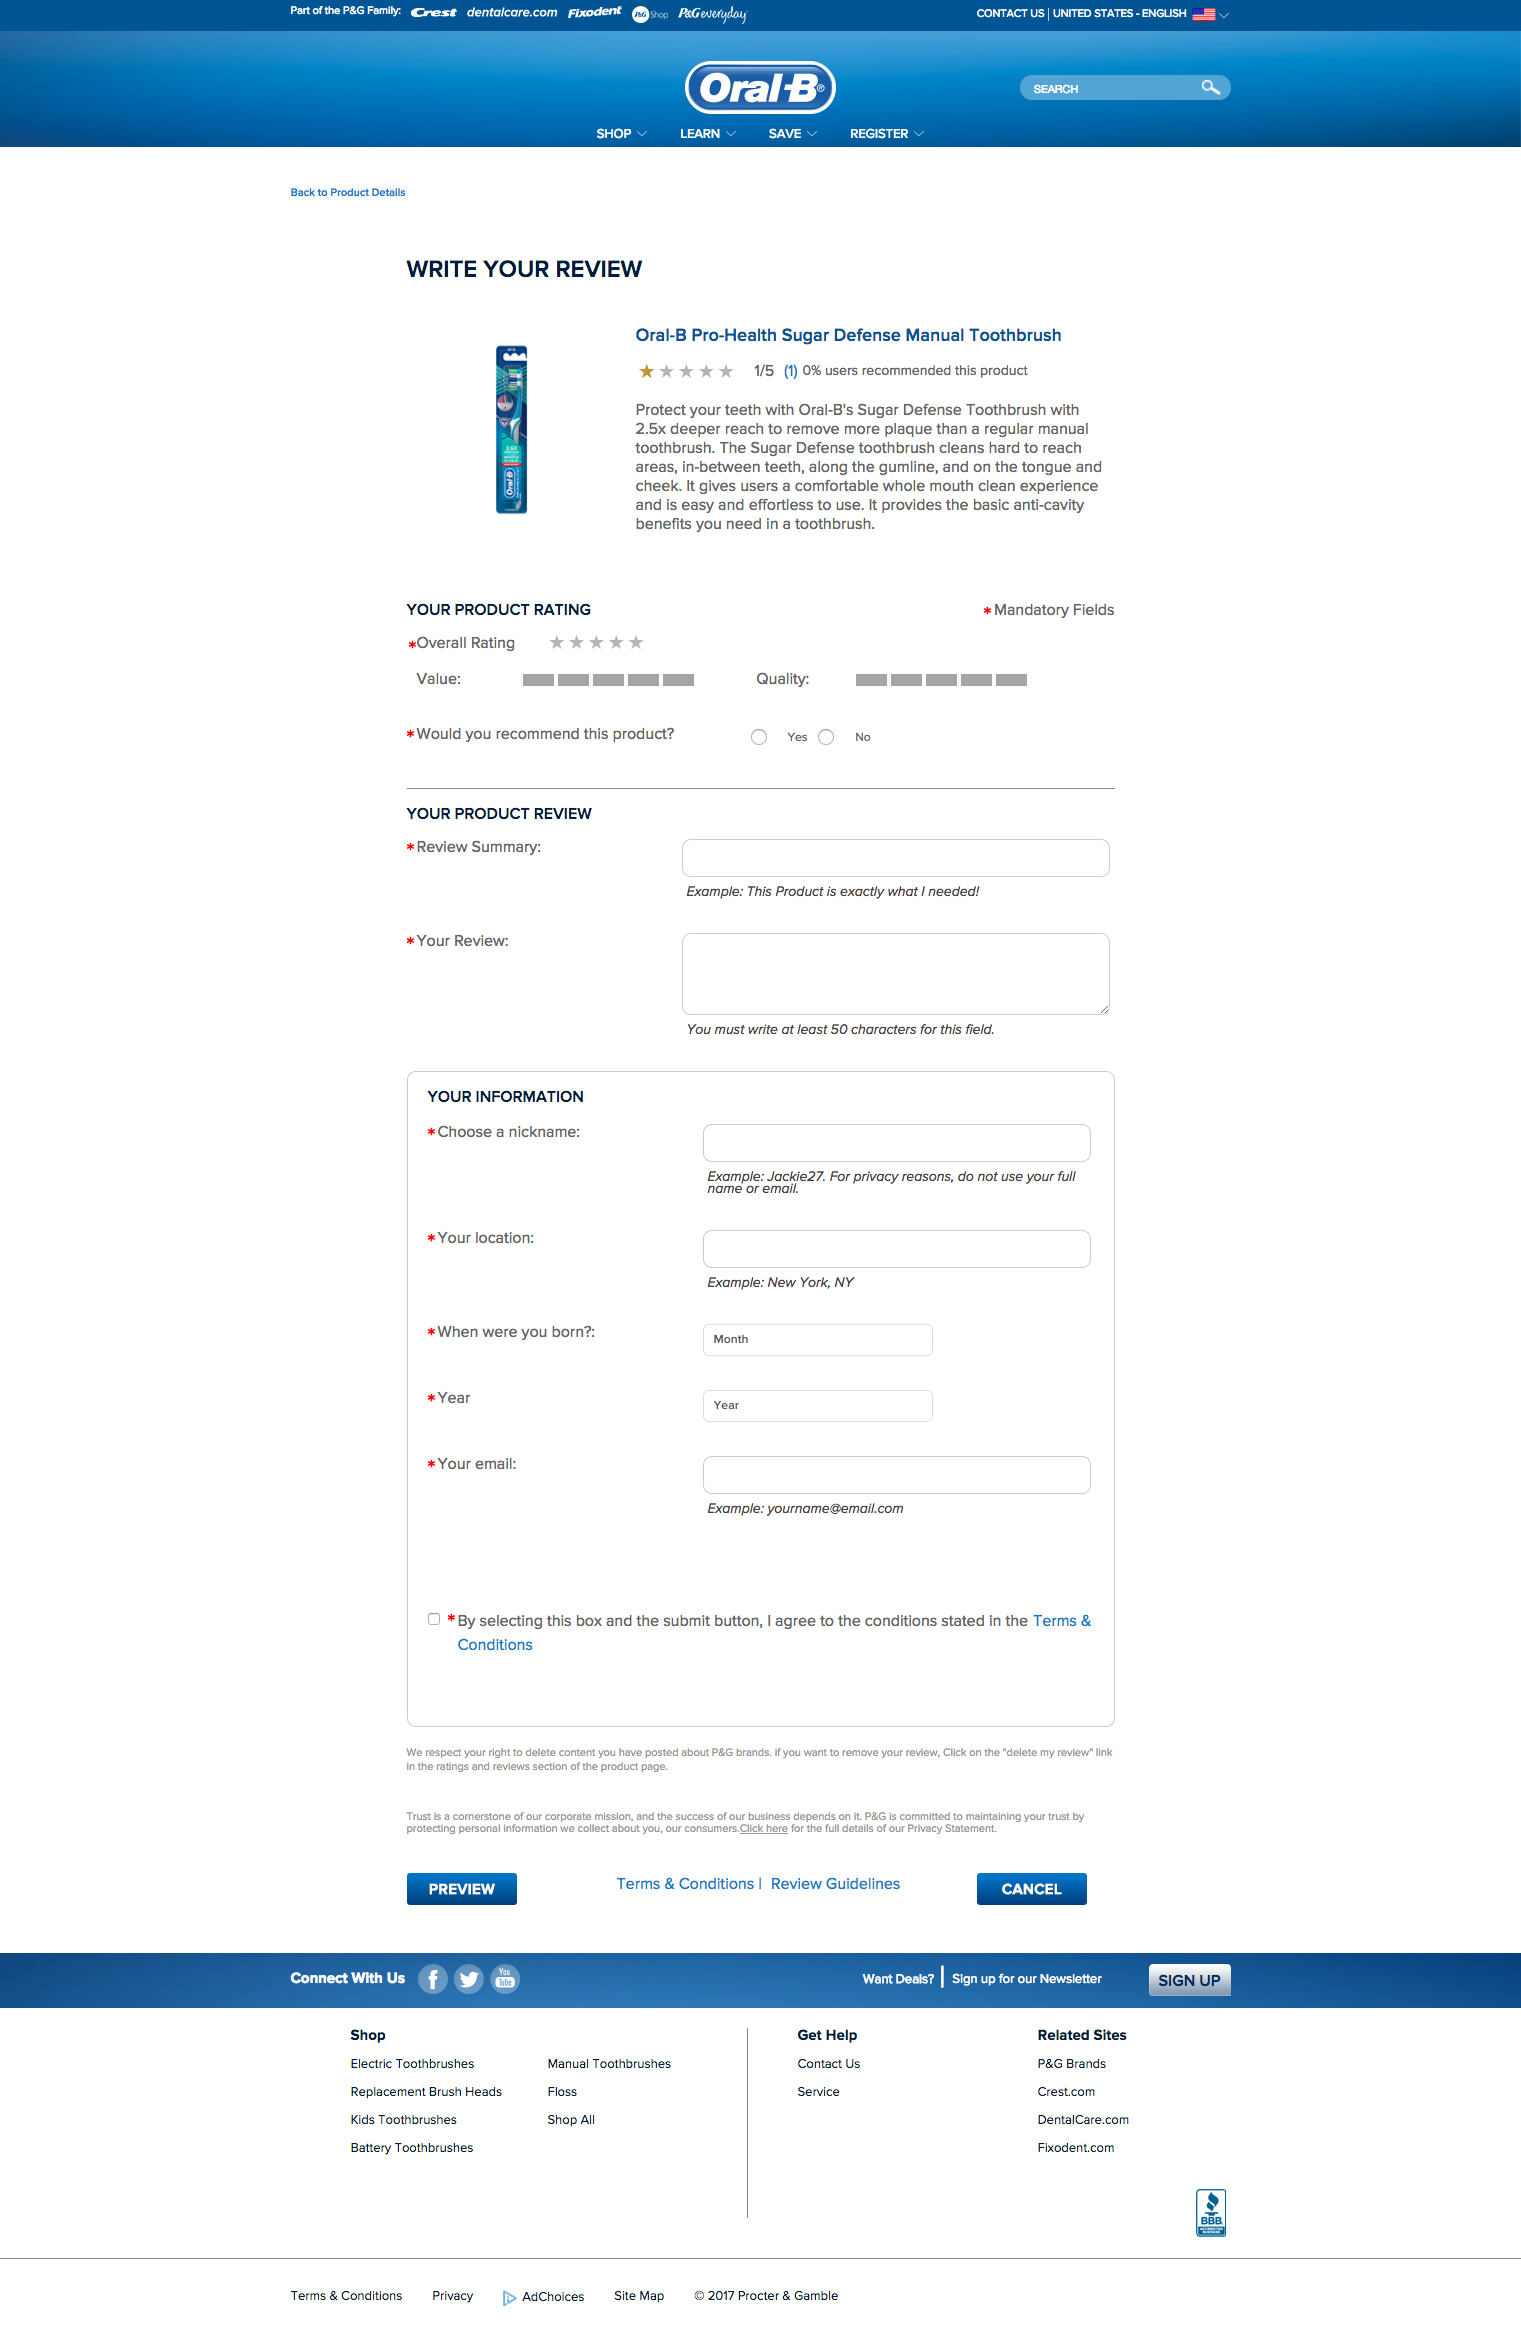 Part of the P&G Family: Crest dentalcare.com Fixodent P&G Shop P&G everyday
CONTACT US | UNITED STATES - ENGLISH
Oral-B®
SEARCH
SHOP LEARN SAVE REGISTER
Back to Product Details
WRITE YOUR REVIEW
Oral-B Pro-Health Sugar Defense Manual Toothbrush
1/5 (1) 0% users recommended this product
Protect your teeth with Oral-B's Sugar Defense Toothbrush with
2.5x deeper reach to remove more plaque than a regular manual
toothbrush. The Sugar Defense toothbrush cleans hard to reach
areas, in-between teeth, along the gumline, and on the tongue and
cheek. It gives users a comfortable whole mouth clean experience
and is easy and effortless to use. It provides the basic anti-cavity
benefits you need in a toothbrush.
2.5X
Oral-B
YOUR PRODUCT RATING
* Mandatory Fields
*Overall Rating
Value:
Quality:
*Would you recommend this product?
Yes No
YOUR PRODUCT REVIEW
*Review Summary:
Example: This Product is exactly what I needed!
*Your Review:
You must write at least 50 characters for this field.
YOUR INFORMATION
*Choose a nickname:
Example: Jackie27. For privacy reasons, do not use your full
name or email.
*Your location:
Example: New York, NY
*When were you born?:
Month
*Year
Year
*Your email:
Example: yourname@email.com
*By selecting this box and the submit button, I agree to the conditions stated in the Terms &
Conditions
We respect your right to delete content you have posted about P&G brands. if you want to remove your review, Click on the "delete my review" link
in the ratings and reviews section of the product page.
Trust is a cornerstone of our corporate mission, and the success of our business depends on it. P&G is committed to maintaining your trust by
protecting personal information we collect about you, our consumers.Click here for the full details of our Privacy Statement.
PREVIEW
Terms & Conditions | Review Guidelines
CANCEL
Connect With Us
You Tube
Want Deals? | Sign up for our Newsletter
SIGN UP
Shop
Electric Toothbrushes
Replacement Brush Heads
Kids Toothbrushes
Battery Toothbrushes
Manual Toothbrushes
Floss
Shop All
Get Help
Contact Us
Service
Related Sites
P&G Brands
Crest.com
DentalCare.com
Fixodent.com
BBB
ACCREDITED
BUSINESS
Terms & Conditions Privacy AdChoices Site Map © 2017 Procter & Gamble